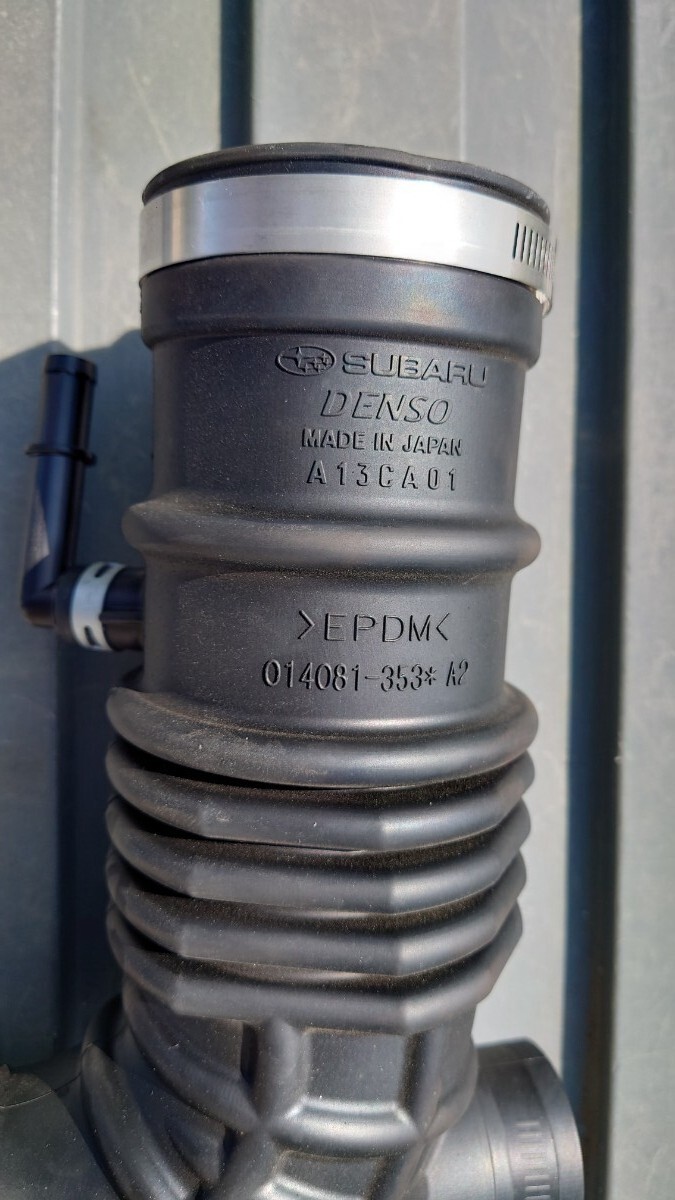 SUBARU
DENSO
MADE IN JAPAN
A13CA01
>EPDM<
014081-353* A2